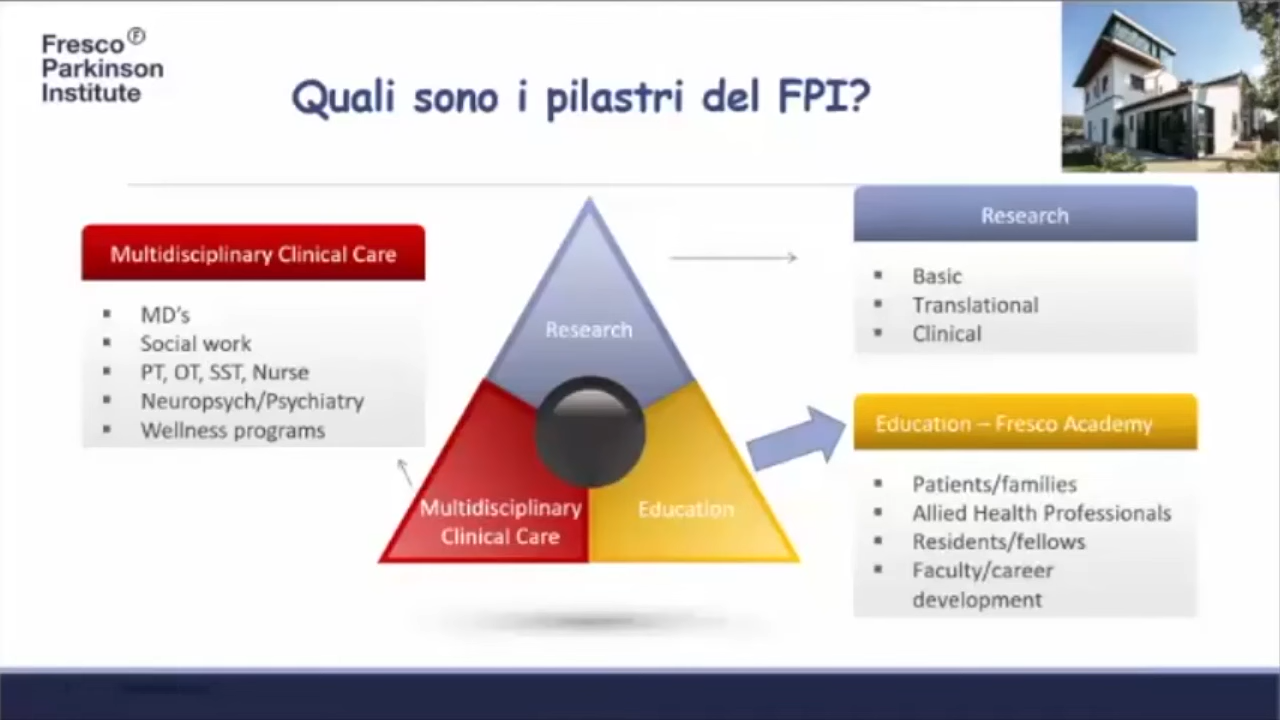 Fresco Ⓕ
Parkinson
Institute
Quali sono i pilastri del FPI?
Multidisciplinary Clinical Care
MD's
Social work
PT, OT, SST, Nurse
Neuropsych/Psychiatry
Wellness programs
Research
Multidisciplinary
Clinical Care
Education
Research
Basic
Translational
Clinical
Education – Fresco Academy
Patients/families
Allied Health Professionals
Residents/fellows
Faculty/career
development